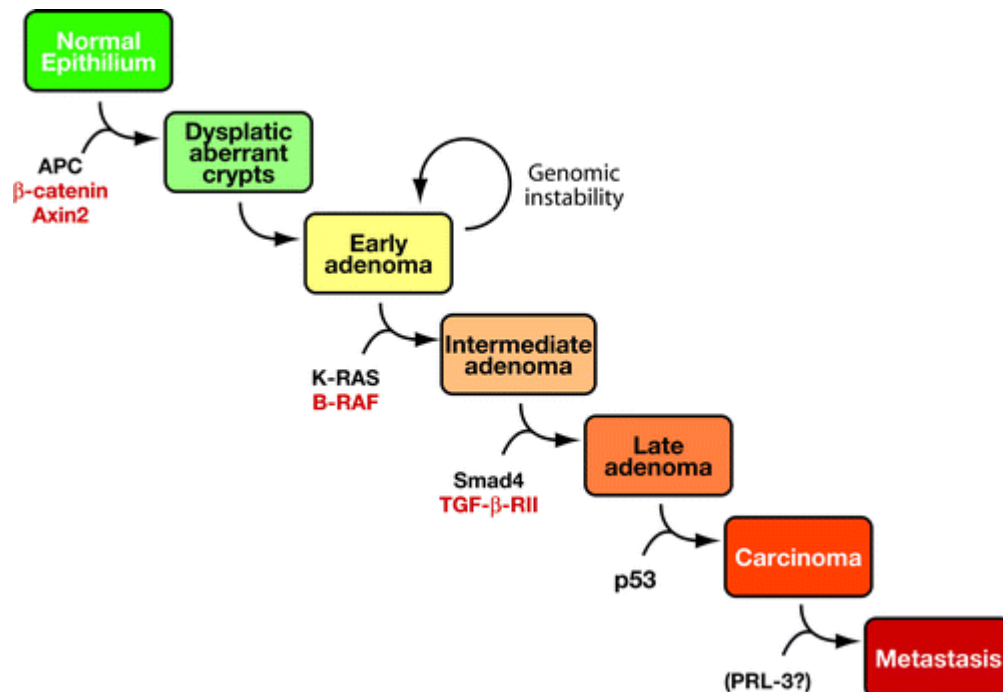 Normal
Epithilium
APC
β-catenin
Axin2
Dysplatic
aberrant
crypts
Genomic
instability
Early
adenoma
K-RAS
B-RAF
Intermediate
adenoma
Smad4
TGF-β-RII
Late
adenoma
p53
Carcinoma
(PRL-3?)
Metastasis